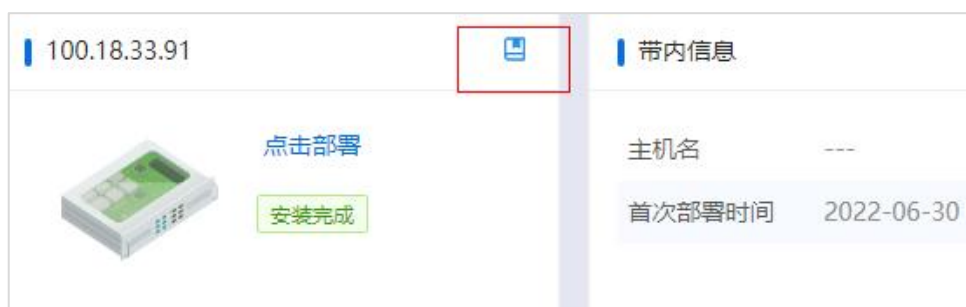 100.18.33.91
点击部署
安装完成
带内信息
主机名 ---
首次部署时间 2022-06-30